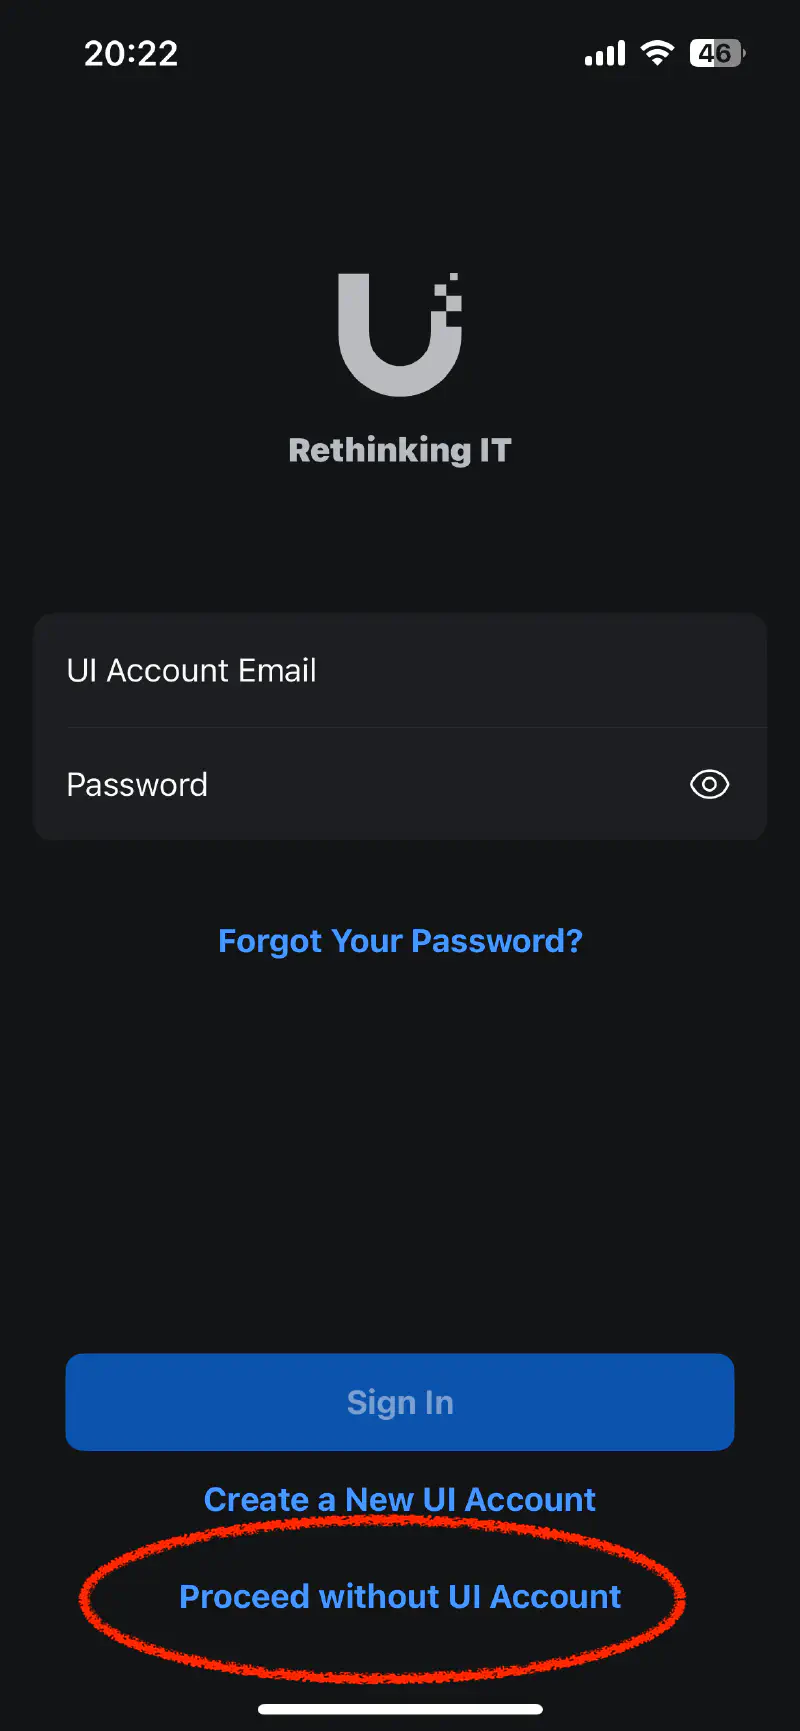 20:22
46
Rethinking IT
UI Account Email
Password
Forgot Your Password?
Sign In
Create a New UI Account
Proceed without UI Account